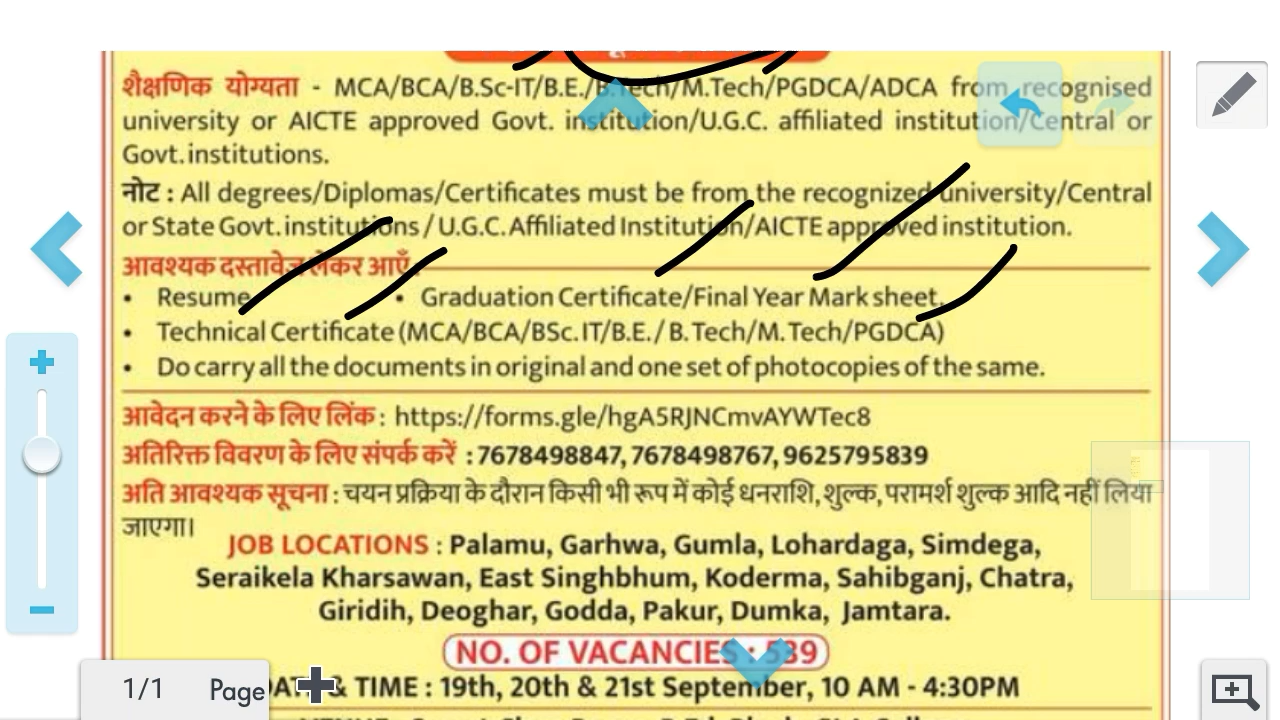 शैक्षणिक योग्यता - MCA/BCA/B.Sc-IT/B.E./B.Tech/M.Tech/PGDCA/ADCA from recognised
university or AICTE approved Govt. institution/U.G.C. affiliated institution/Central or
Govt. institutions.
नोट : All degrees/Diplomas/Certificates must be from the recognized university/Central
or State Govt. institutions / U.G.C. Affiliated Institution/AICTE approved institution.
आवश्यक दस्तावेज लेकर आएँ
• Resume • Graduation Certificate/Final Year Mark sheet.
• Technical Certificate (MCA/BCA/BSc. IT/B.E./ B. Tech/M. Tech/PGDCA)
• Do carry all the documents in original and one set of photocopies of the same.
आवेदन करने के लिए लिंक : https://forms.gle/hgA5RJNCmvAYWTec8
अतिरिक्त विवरण के लिए संपर्क करें : 7678498847, 7678498767, 9625795839
अति आवश्यक सूचना : चयन प्रक्रिया के दौरान किसी भी रूप में कोई धनराशि, शुल्क, परामर्श शुल्क आदि नहीं लिया
जाएगा।
JOB LOCATIONS : Palamu, Garhwa, Gumla, Lohardaga, Simdega,
Seraikela Kharsawan, East Singhbhum, Koderma, Sahibganj, Chatra,
Giridih, Deoghar, Godda, Pakur, Dumka, Jamtara.
NO. OF VACANCIES : 539
& TIME : 19th, 20th & 21st September, 10 AM - 4:30PM
1/1 Page